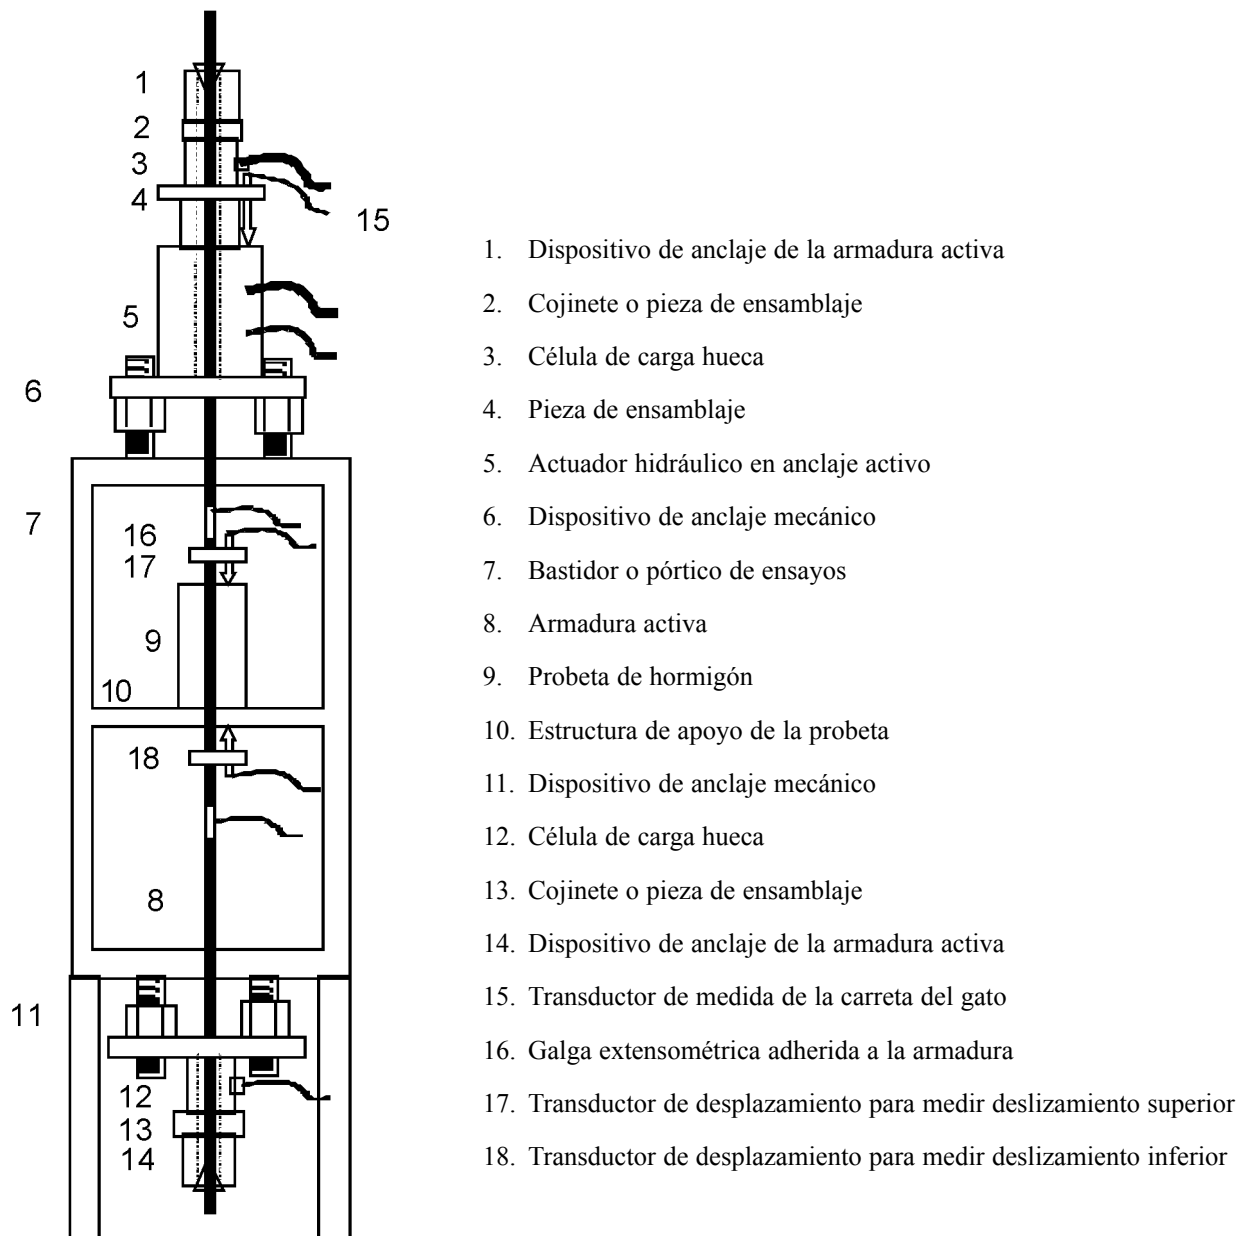 1
2
3
4
15
5
6
7
16
17
9
10
18
8
11
12
13
14
1. Dispositivo de anclaje de la armadura activa
2. Cojinete o pieza de ensamblaje
3. Célula de carga hueca
4. Pieza de ensamblaje
5. Actuador hidráulico en anclaje activo
6. Dispositivo de anclaje mecánico
7. Bastidor o pórtico de ensayos
8. Armadura activa
9. Probeta de hormigón
10. Estructura de apoyo de la probeta
11. Dispositivo de anclaje mecánico
12. Célula de carga hueca
13. Cojinete o pieza de ensamblaje
14. Dispositivo de anclaje de la armadura activa
15. Transductor de medida de la carreta del gato
16. Galga extensométrica adherida a la armadura
17. Transductor de desplazamiento para medir deslizamiento superior
18. Transductor de desplazamiento para medir deslizamiento inferior